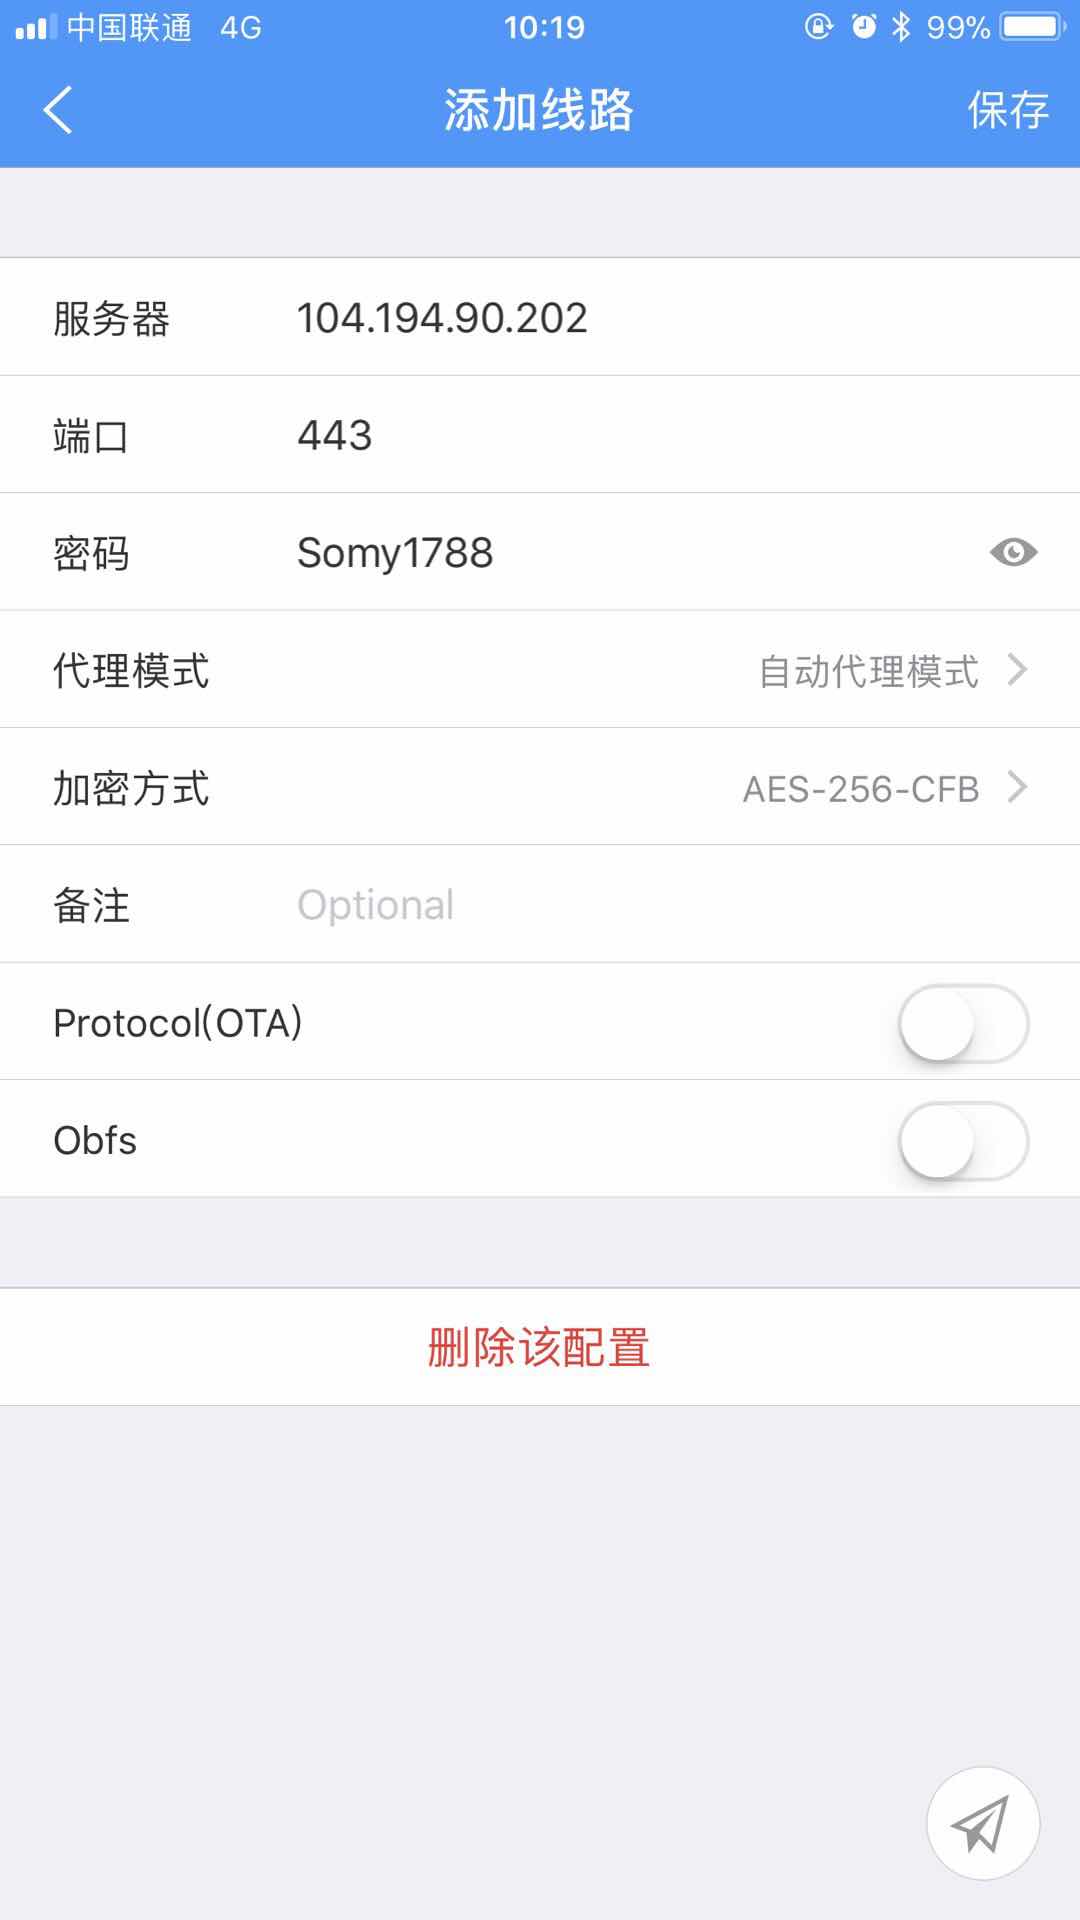 中国联通 4G 10:19 99%
添加线路 保存
服务器 104.194.90.202
端口 443
密码 Somy1788
代理模式 自动代理模式
加密方式 AES-256-CFB
备注 Optional
Protocol(OTA)
Obfs
删除该配置